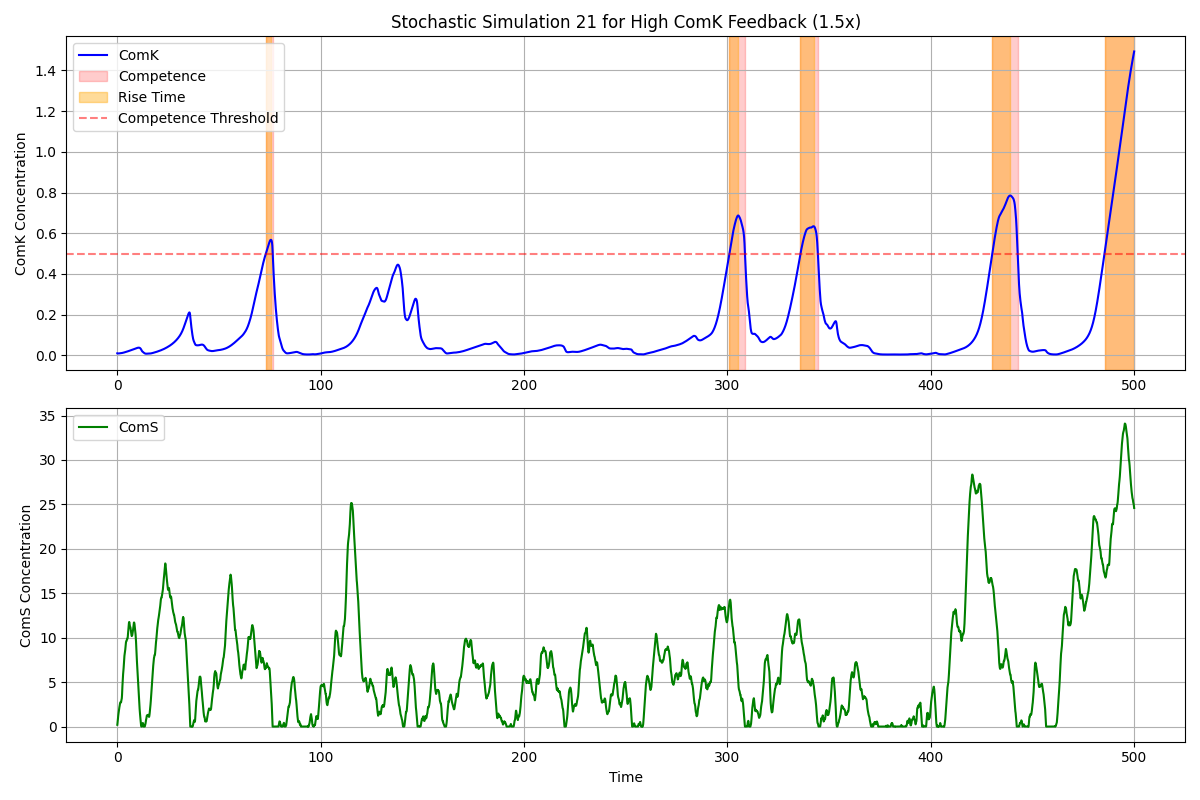 Stochastic Simulation 21 for High ComK Feedback (1.5x)
ComK
Competence
Rise Time
Competence Threshold
ComK Concentration
1.4
1.2
1.0
0.8
0.6
0.4
0.2
0.0
0 100 200 300 400 500
ComS
ComS Concentration
35
30
25
20
15
10
5
0
0 100 200 300 400 500
Time